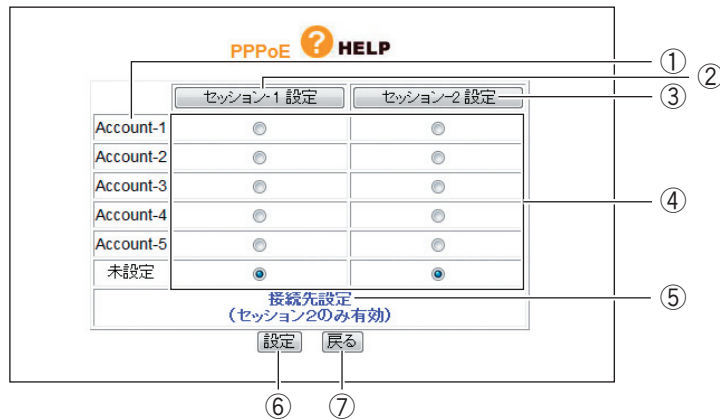 PPPoE ? HELP
①
②
セッション-1 設定 セッション-2 設定
③
Account-1
Account-2
Account-3
Account-4
④
Account-5
未設定
接続先設定
⑤
(セッション2のみ有効)
設定 戻る
⑥ ⑦